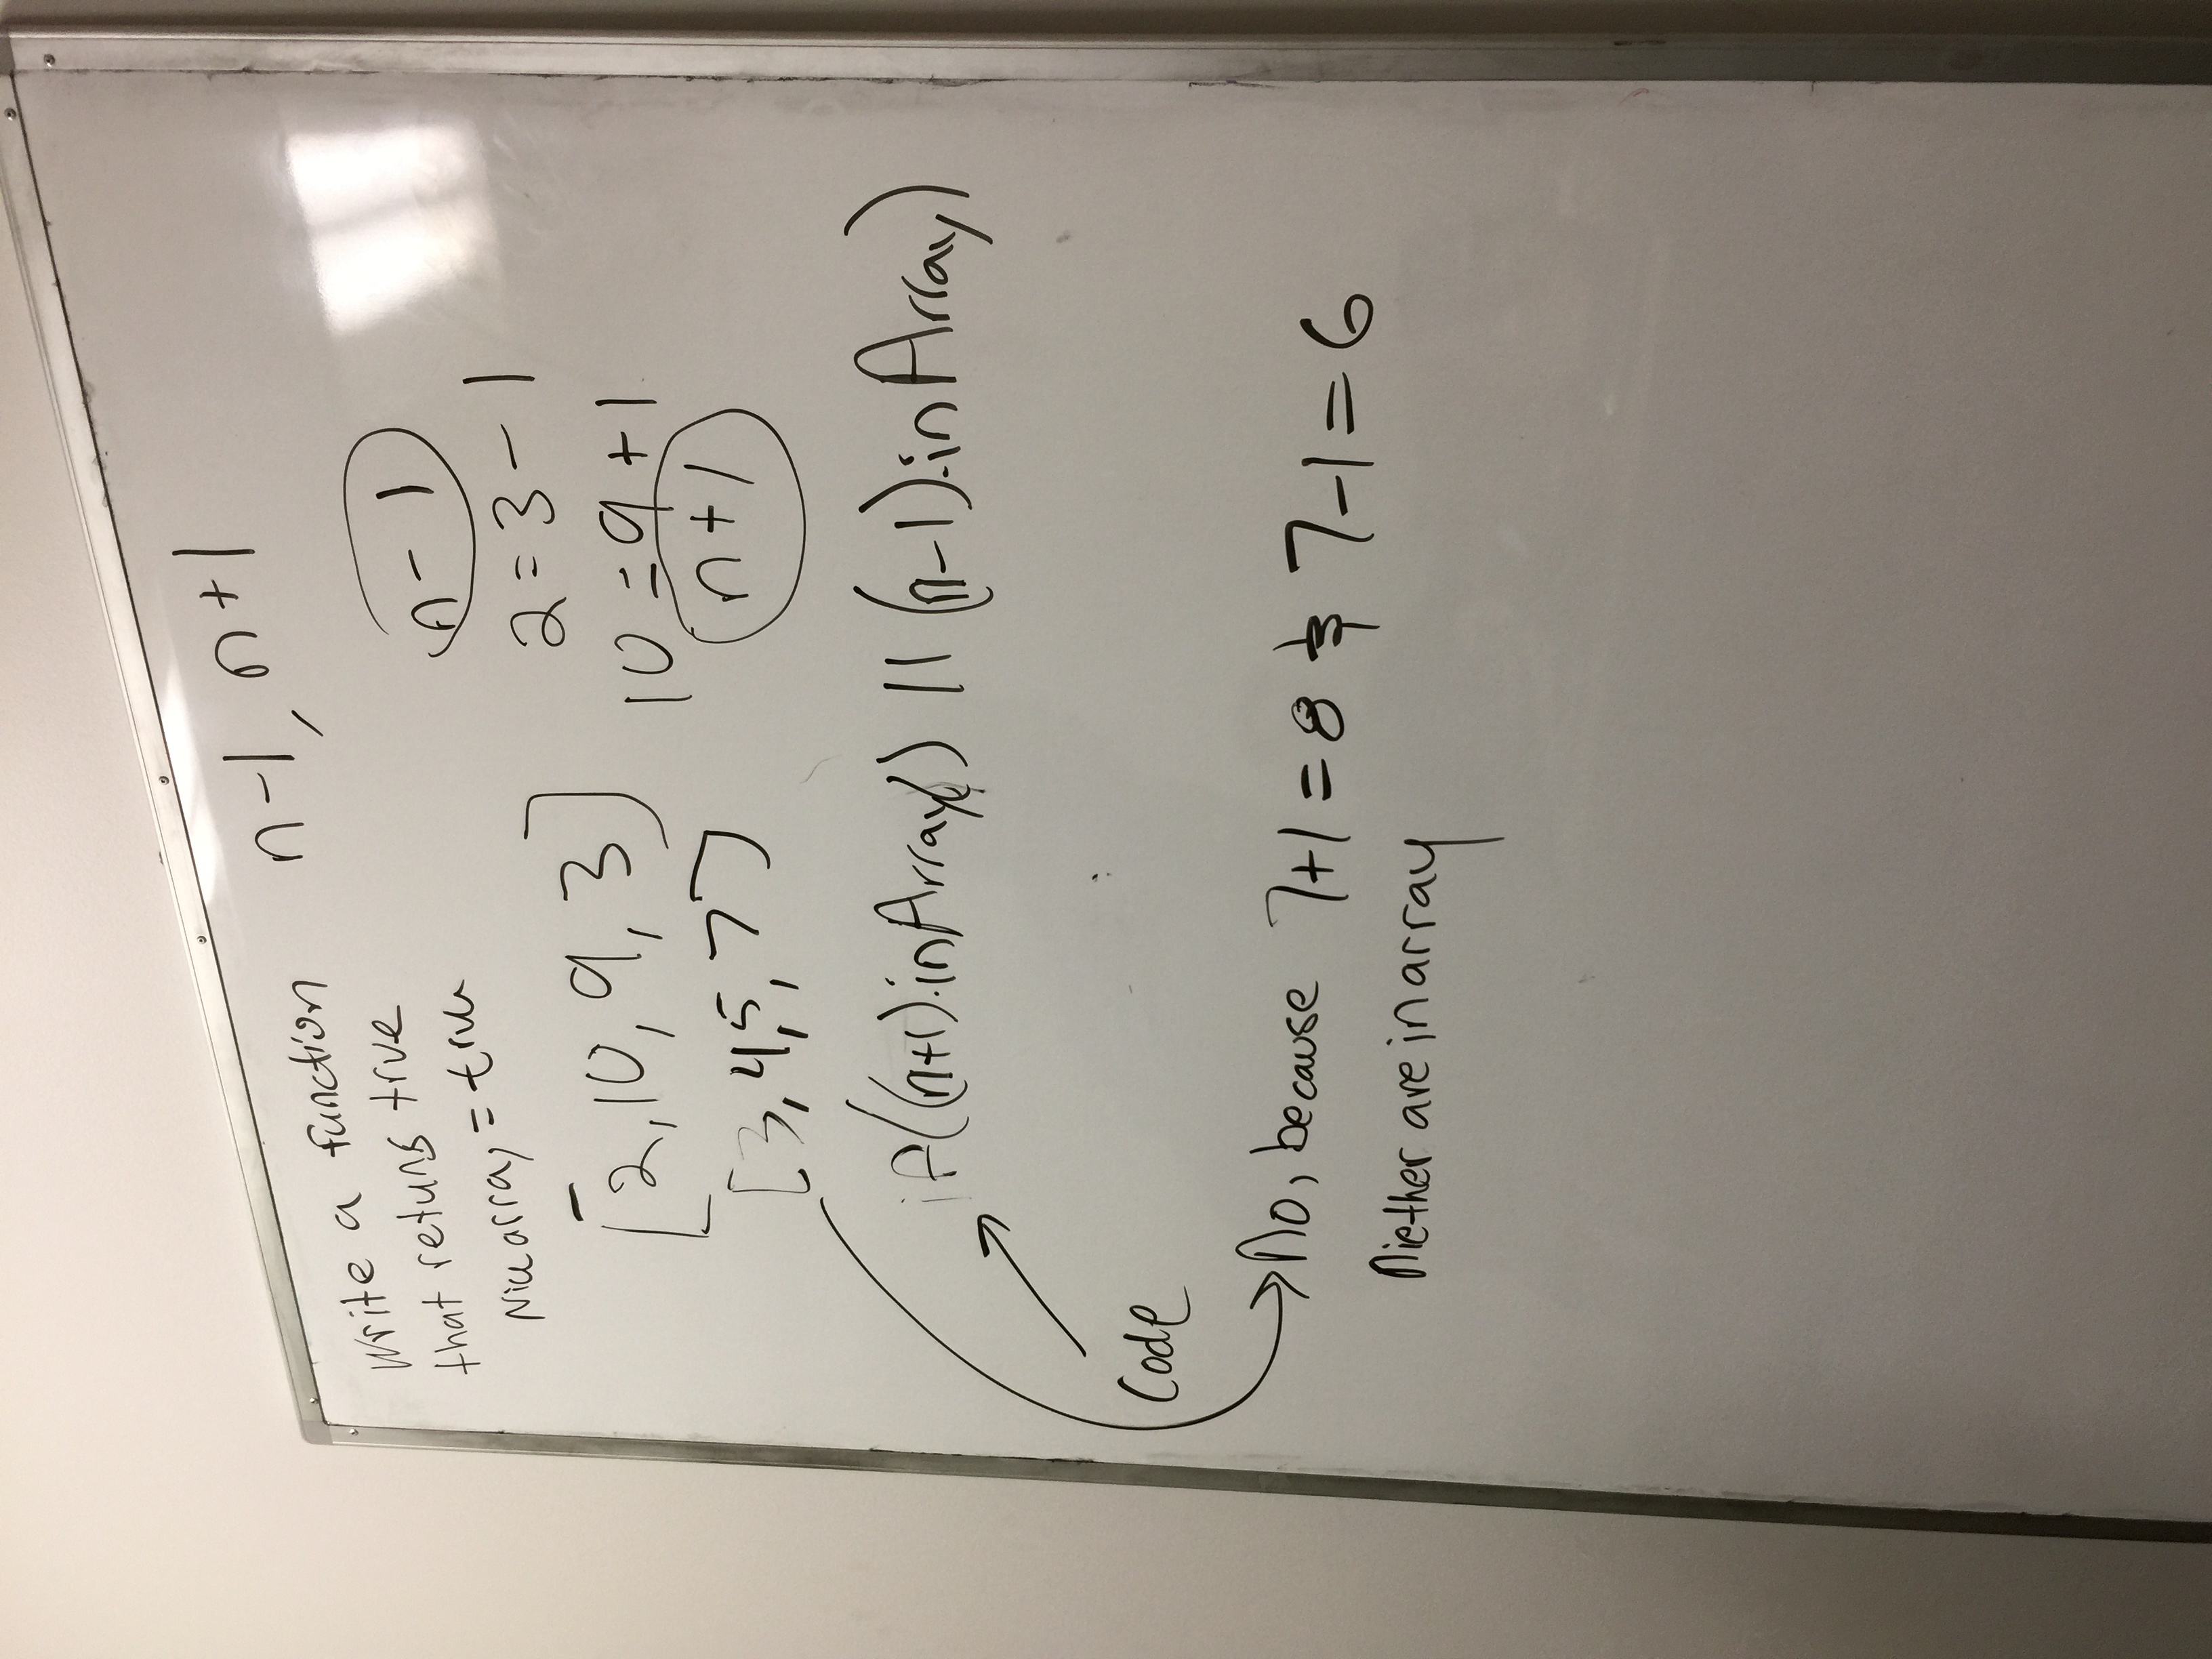 n-1, n+1
Write a function
that retuns true
Nice array = true
[2, 10, 9, 3]
[3, 4, 5, 7]
n-1
2 = 3 - 1
10 = 9 + 1
n+1
if((n+1).inArray() || (n-1).inArray)
Code
No, because 7+1 = 8 & 7-1 = 6
Niether are in array